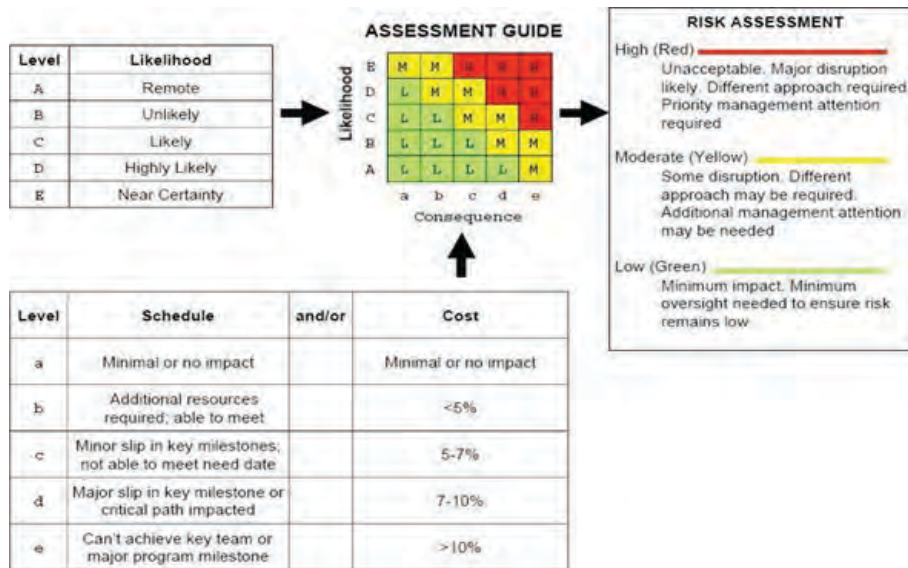 ASSESSMENT GUIDE
Level Likelihood
A Remote
B Unlikely
C Likely
D Highly Likely
E Near Certainty
Likelihood
E M M H H H
D L M M H H
C L L M M H
B L L L M M
A L L L L M
a b c d e
Consequence
RISK ASSESSMENT
High (Red)
Unacceptable. Major disruption
likely. Different approach required
Priority management attention
required
Moderate (Yellow)
Some disruption. Different
approach may be required.
Additional management attention
may be needed
Low (Green)
Minimum impact. Minimum
oversight needed to ensure risk
remains low
Level Schedule and/or Cost
a Minimal or no impact Minimal or no impact
b Additional resources
required; able to meet <5%
c Minor slip in key milestones;
not able to meet need date 5-7%
d Major slip in key milestone or
critical path impacted 7-10%
e Can't achieve key team or
major program milestone >10%